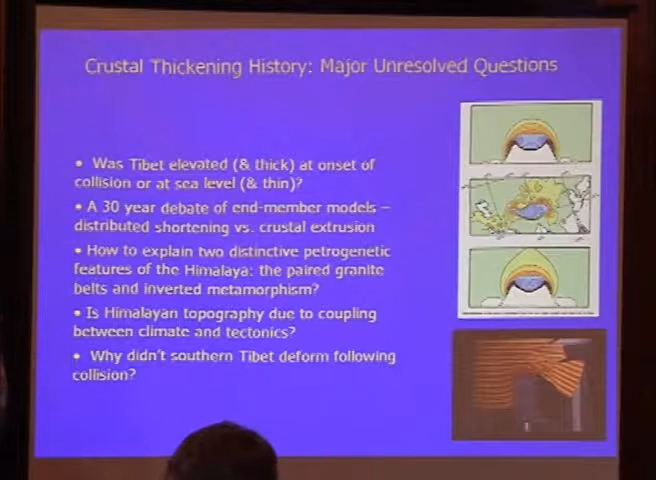 Crustal Thickening History: Major Unresolved Questions
• Was Tibet elevated (& thick) at onset of
collision or at sea level (& thin)?
• A 30 year debate of end-member models –
distributed shortening vs. crustal extrusion
• How to explain two distinctive petrogenetic
features of the Himalaya: the paired granite
belts and inverted metamorphism?
• Is Himalayan topography due to coupling
between climate and tectonics?
• Why didn't southern Tibet deform following
collision?